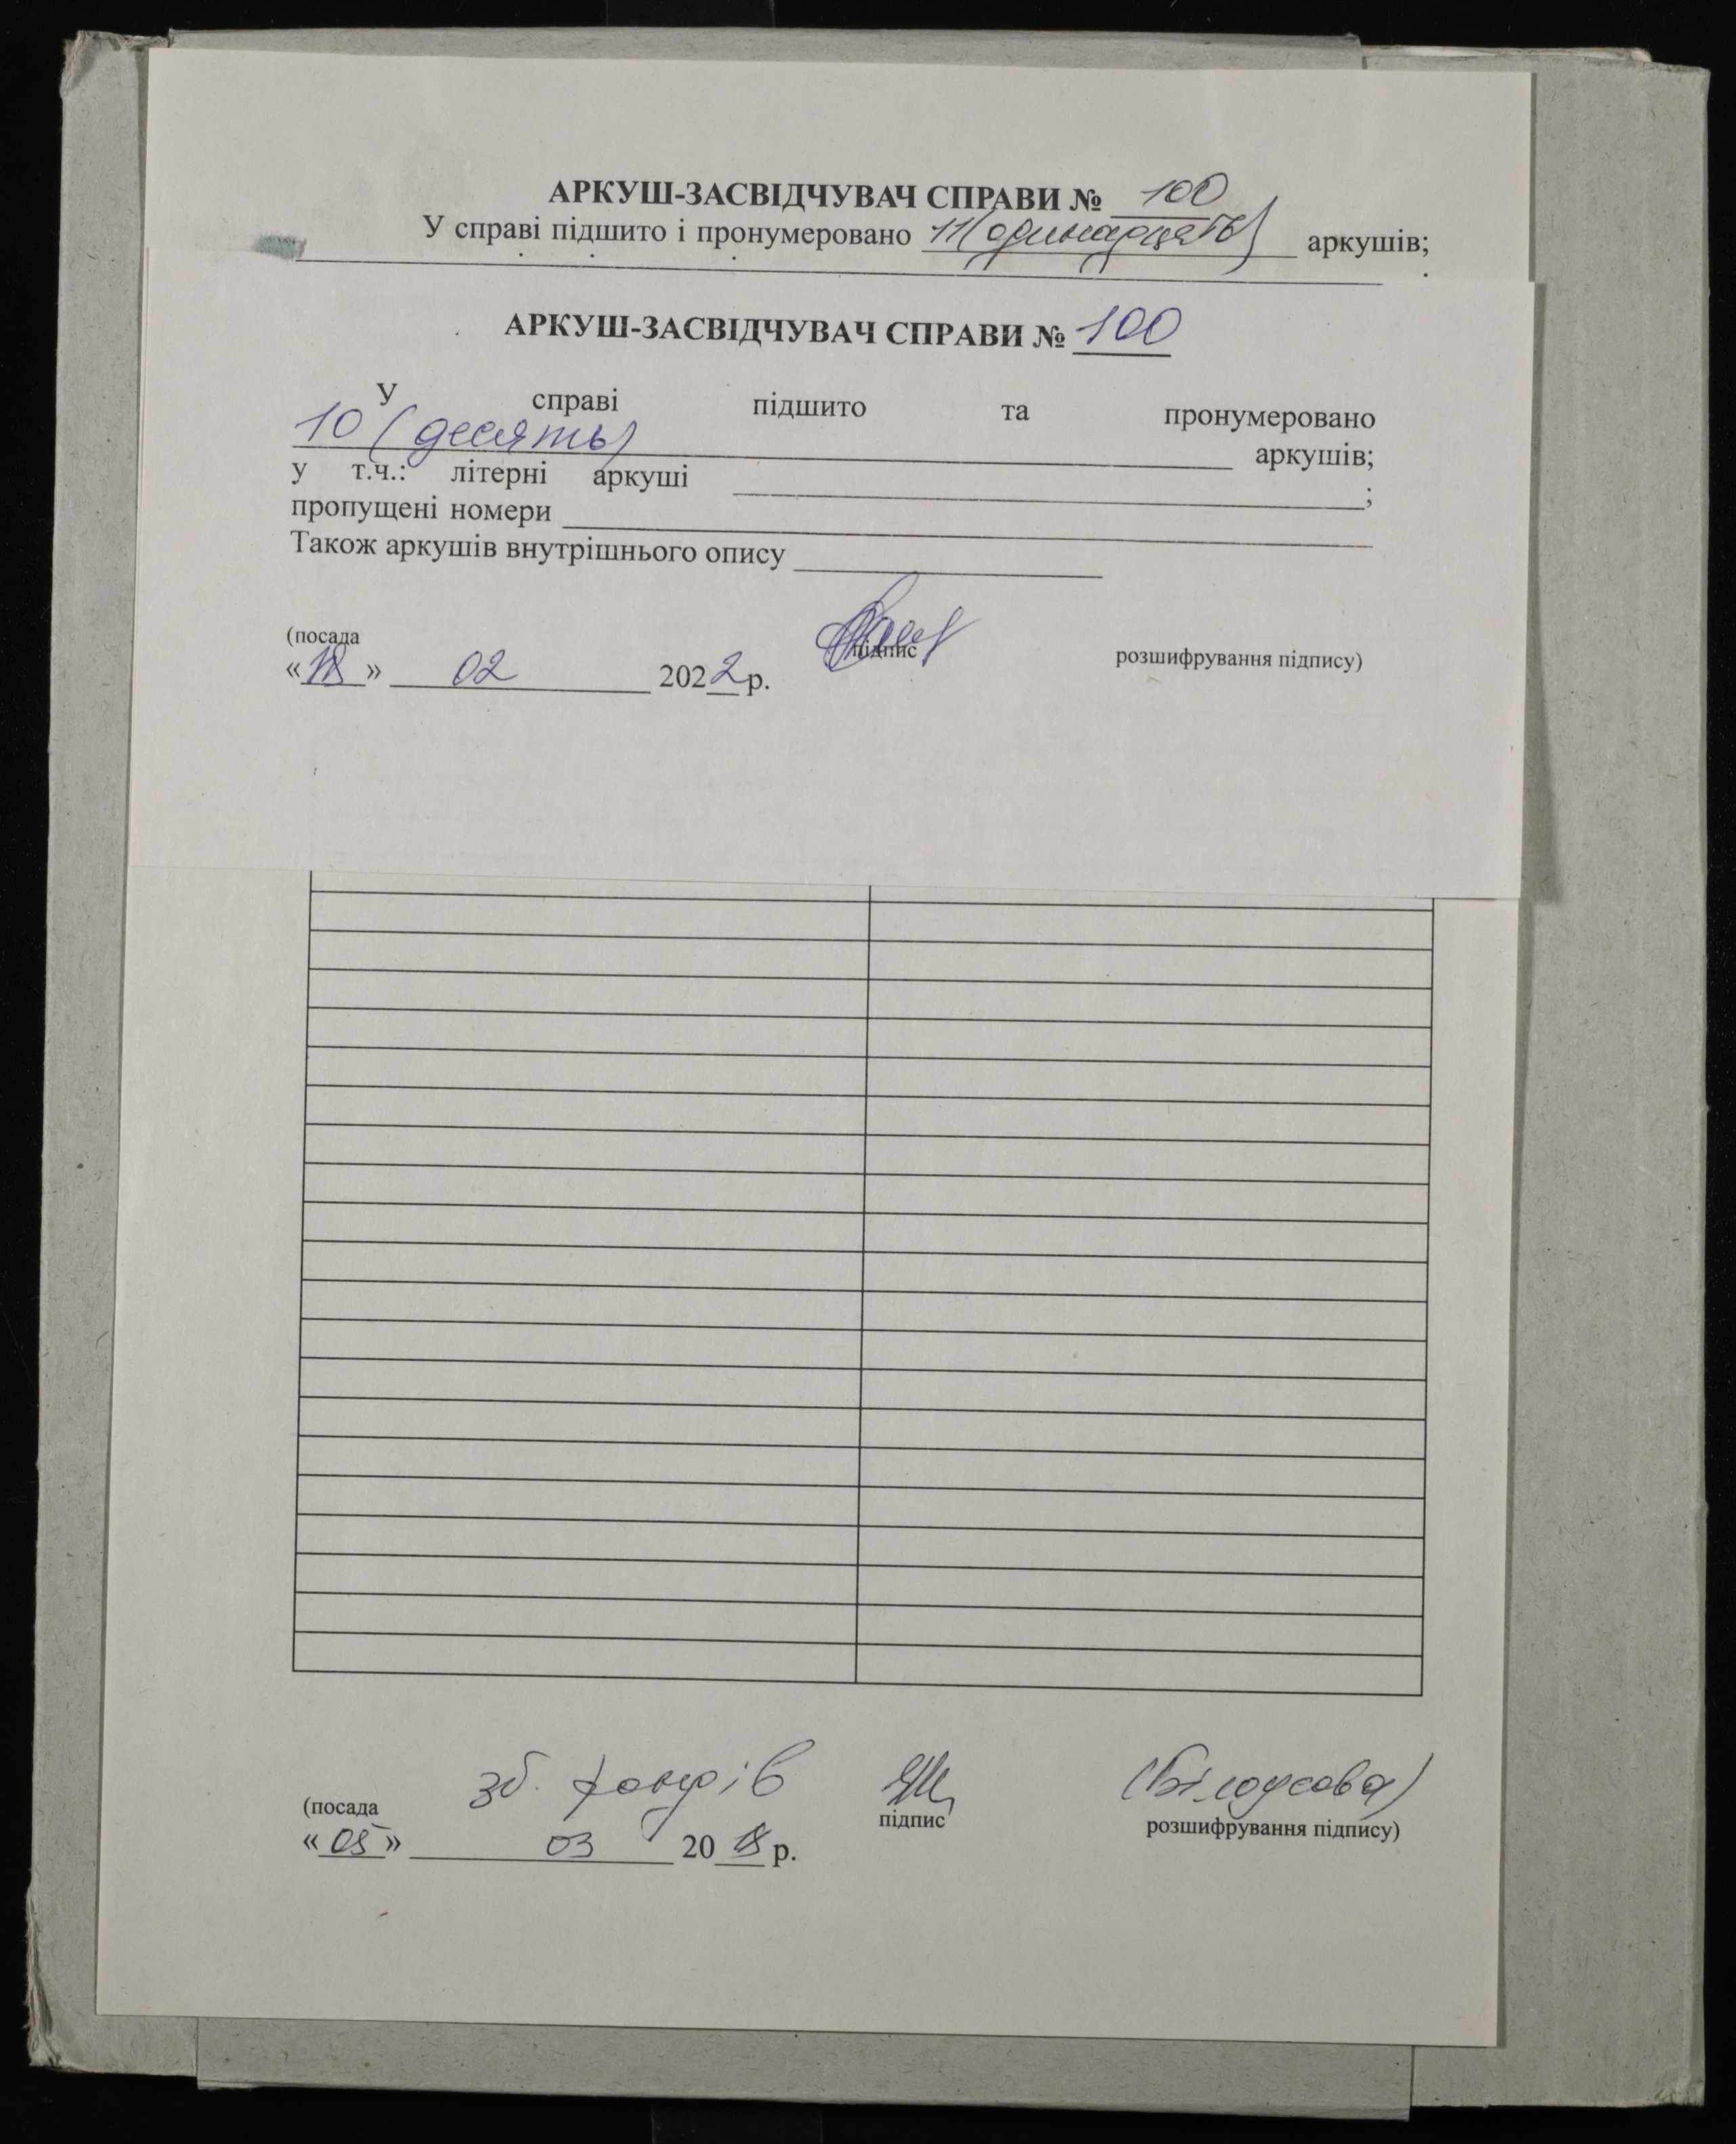 АРКУШ-ЗАСВІДЧУВАЧ СПРАВИ № 100
У справі підшито і пронумеровано 11 (одинадцять) аркушів;
АРКУШ-ЗАСВІДЧУВАЧ СПРАВИ № 100
У справі підшито та пронумеровано
10 (десять) аркушів;
у т.ч.: літерні аркуші ;
пропущені номери
Також аркушів внутрішнього опису
(посада підпис розшифрування підпису)
«18» 02 2022 р.
зб. фондів (Білоусова)
(посада підпис розшифрування підпису)
«05» 03 2018 р.